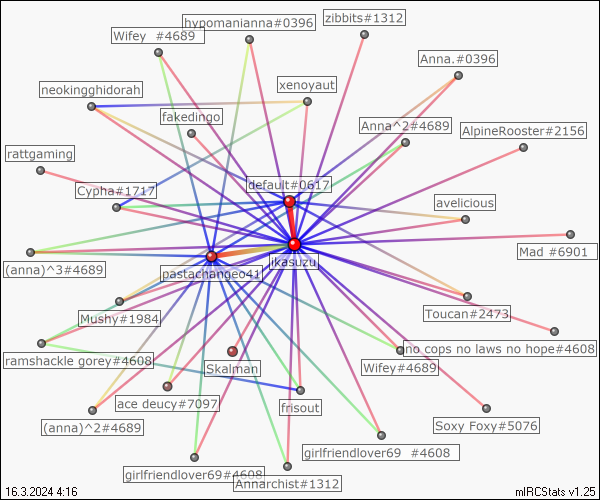 hypomanianna#0396
zibbits#1312
Wifey  #4689
Anna.#0396
neokingghidorah
xenoyaut
fakedingo
Anna^2#4689
AlpineRooster#2156
rattgaming
Cypha#1717
default#0617
avelicious
Mad #6901
ikasuzu
(anna)^3#4689
pastachangeo41
Mushy#1984
Toucan#2473
ramshackle gorey#4608
no cops no laws no hope#4608
Skalman
Wifey#4689
ace deucy#7097
frisout
(anna)^2#4689
Soxy Foxy#5076
girlfriendlover69  #4608
girlfriendlover69#4608
Annarchist#1312
16.3.2024 4:16
mIRCStats v1.25